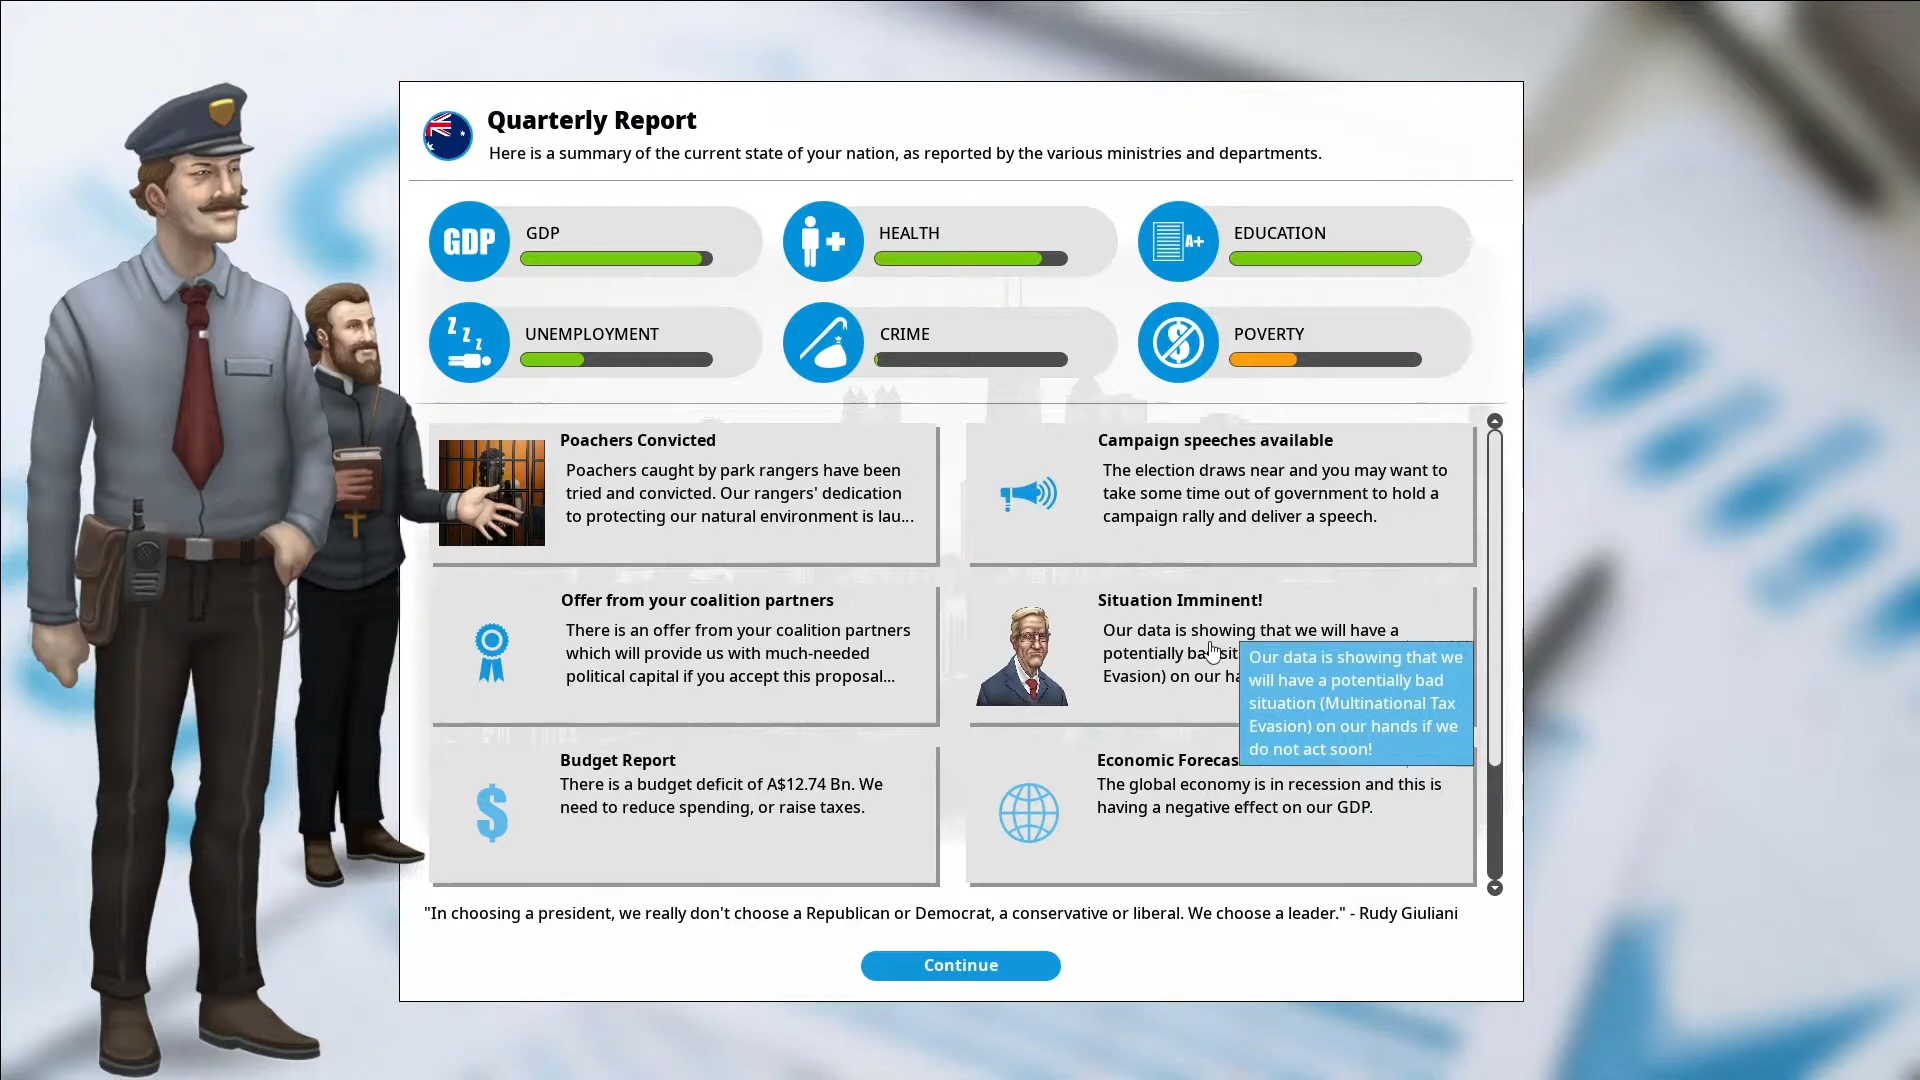 Quarterly Report
Here is a summary of the current state of your nation, as reported by the various ministries and departments.
GDP
GDP
HEALTH
A+
EDUCATION
Z
Z
Z
UNEMPLOYMENT
CRIME
$
POVERTY
Poachers Convicted
Poachers caught by park rangers have been
tried and convicted. Our rangers' dedication
to protecting our natural environment is lau...
Campaign speeches available
The election draws near and you may want to
take some time out of government to hold a
campaign rally and deliver a speech.
Offer from your coalition partners
There is an offer from your coalition partners
which will provide us with much-needed
political capital if you accept this proposal...
Situation Imminent!
Our data is showing that we will have a
potentially
Evasion) on our
Our data is showing that we
will have a potentially bad
situation (Multinational Tax
Evasion) on our hands if we
do not act soon!
Budget Report
There is a budget deficit of A$12.74 Bn. We
need to reduce spending, or raise taxes.
$
Economic
The global economy is in recession and this is
having a negative effect on our GDP.
"In choosing a president, we really don't choose a Republican or Democrat, a conservative or liberal. We choose a leader." - Rudy Giuliani
Continue